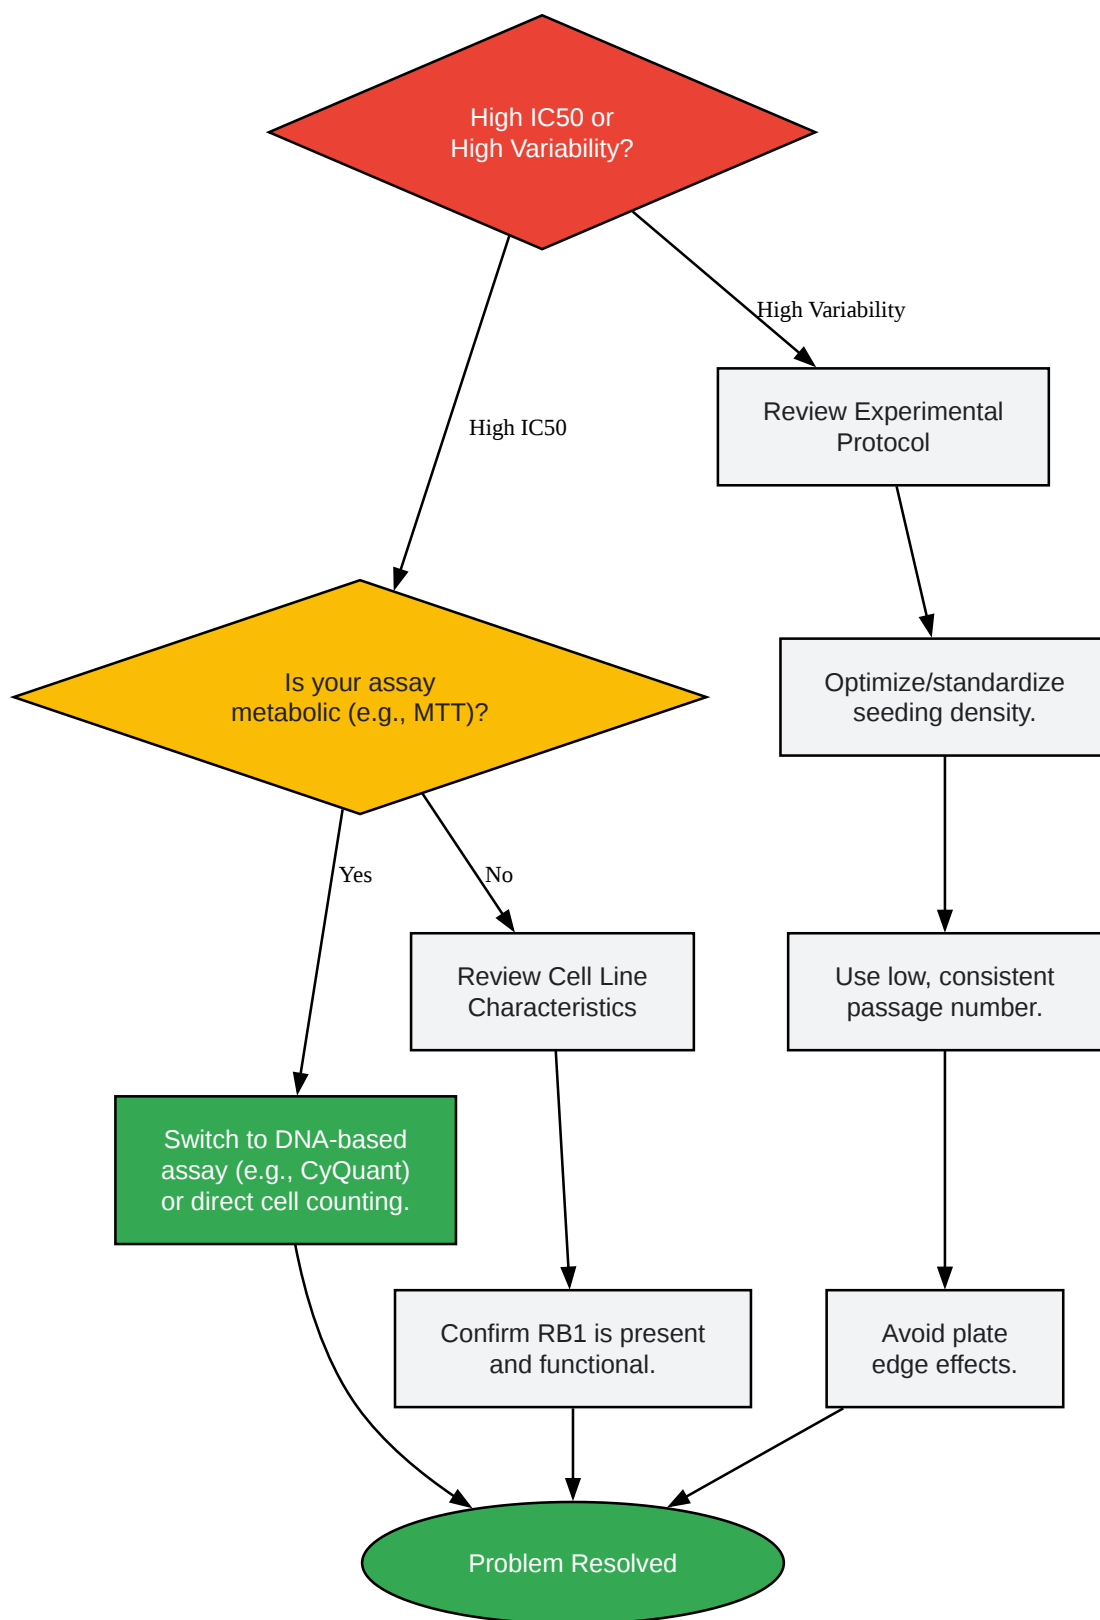 High IC50 or
High Variability?
High Variability
High IC50
Review Experimental
Protocol
Is your assay
metabolic (e.g., MTT)?
Optimize/standardize
seeding density.
Yes
No
Review Cell Line
Characteristics
Use low, consistent
passage number.
Switch to DNA-based
assay (e.g., CyQuant)
or direct cell counting.
Confirm RB1 is present
and functional.
Avoid plate
edge effects.
Problem Resolved